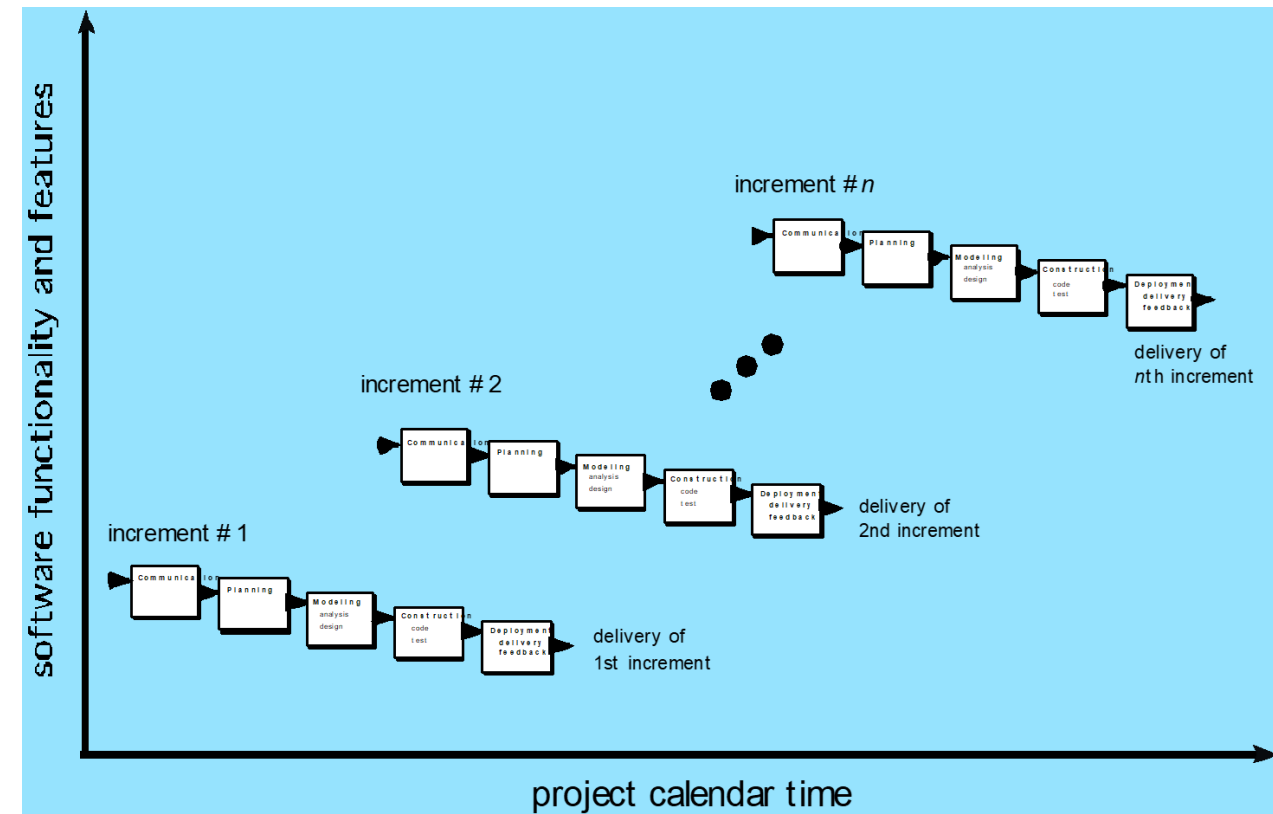 software functionality and features
increment # n
Communication
Planning
Modeling
analysis
design
Construction
code
test
Deployment
delivery
feedback
delivery of
nth increment
increment # 2
Communication
Planning
Modeling
analysis
design
Construction
code
test
Deployment
delivery
feedback
delivery of
2nd increment
increment # 1
Communication
Planning
Modeling
analysis
design
Construction
code
test
Deployment
delivery
feedback
delivery of
1st increment
project calendar time